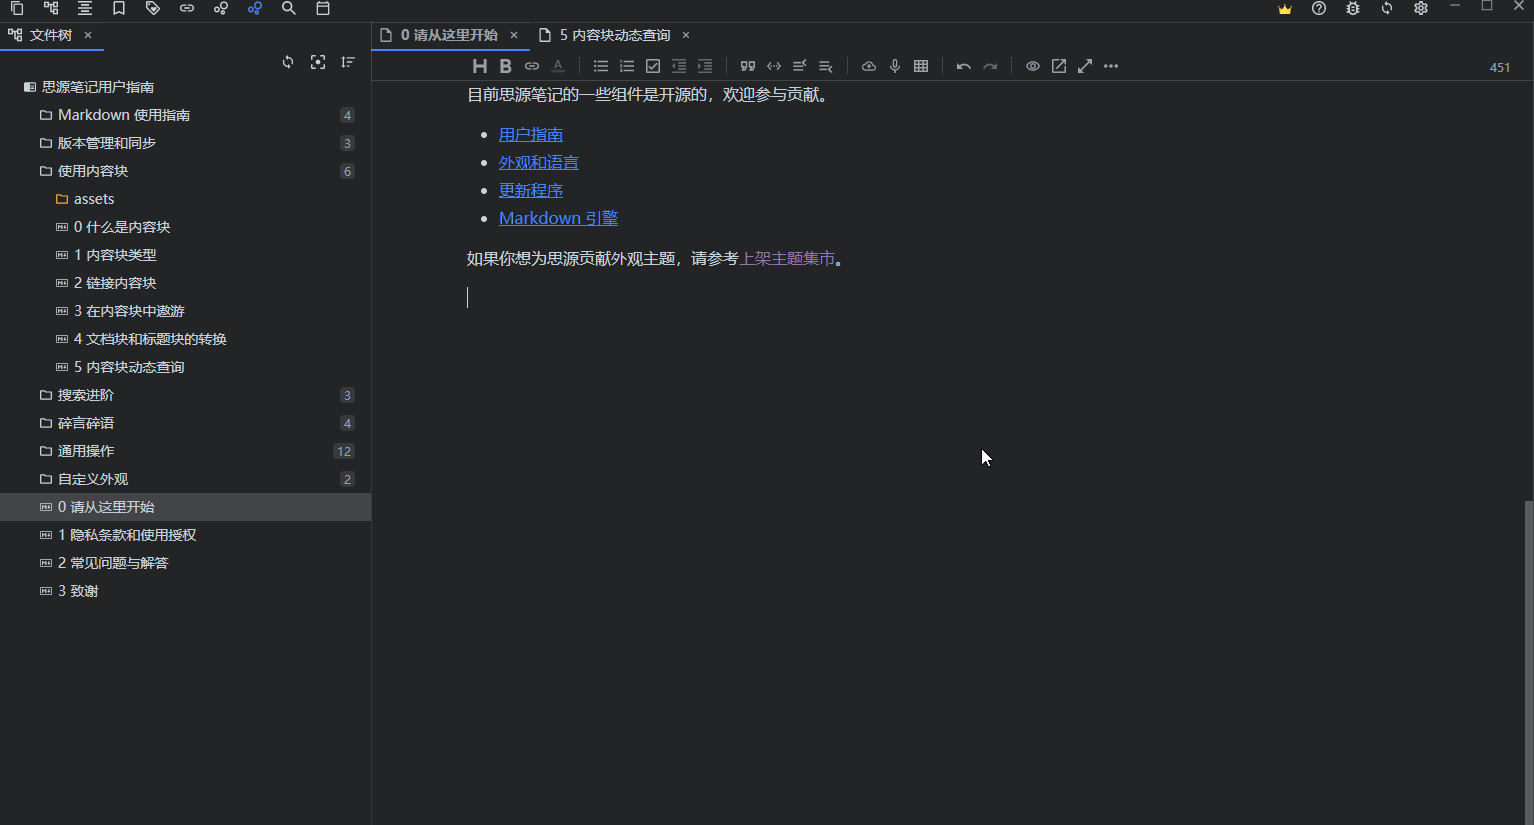 文件树
0 请从这里开始
5 内容块动态查询
451
思源笔记用户指南
Markdown 使用指南 4
版本管理和同步 3
使用内容块 6
assets
0 什么是内容块
1 内容块类型
2 链接内容块
3 在内容块中遨游
4 文档块和标题块的转换
5 内容块动态查询
搜索进阶 3
碎言碎语 4
通用操作 12
自定义外观 2
0 请从这里开始
1 隐私条款和使用授权
2 常见问题与解答
3 致谢
目前思源笔记的一些组件是开源的，欢迎参与贡献。
用户指南
外观和语言
更新程序
Markdown 引擎
如果你想为思源贡献外观主题，请参考上架主题集市。